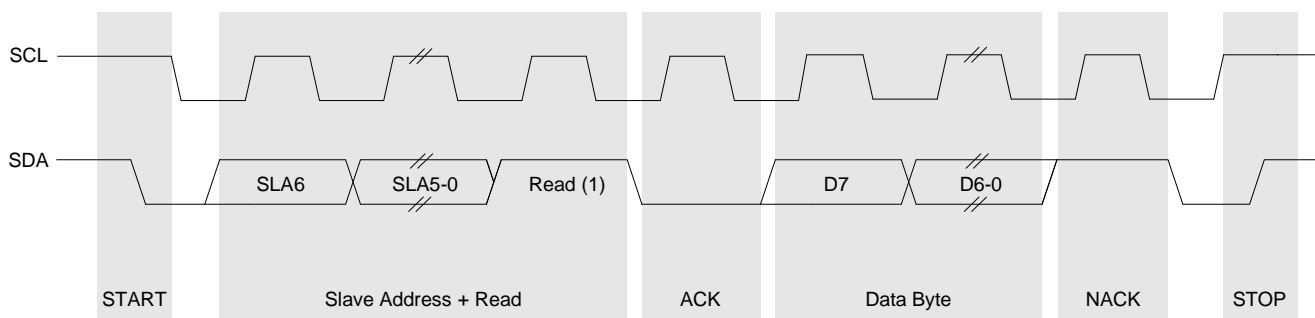 SCL
SDA
SLA6 SLA5-0 Read (1) D7 D6-0
START Slave Address + Read ACK Data Byte NACK STOP